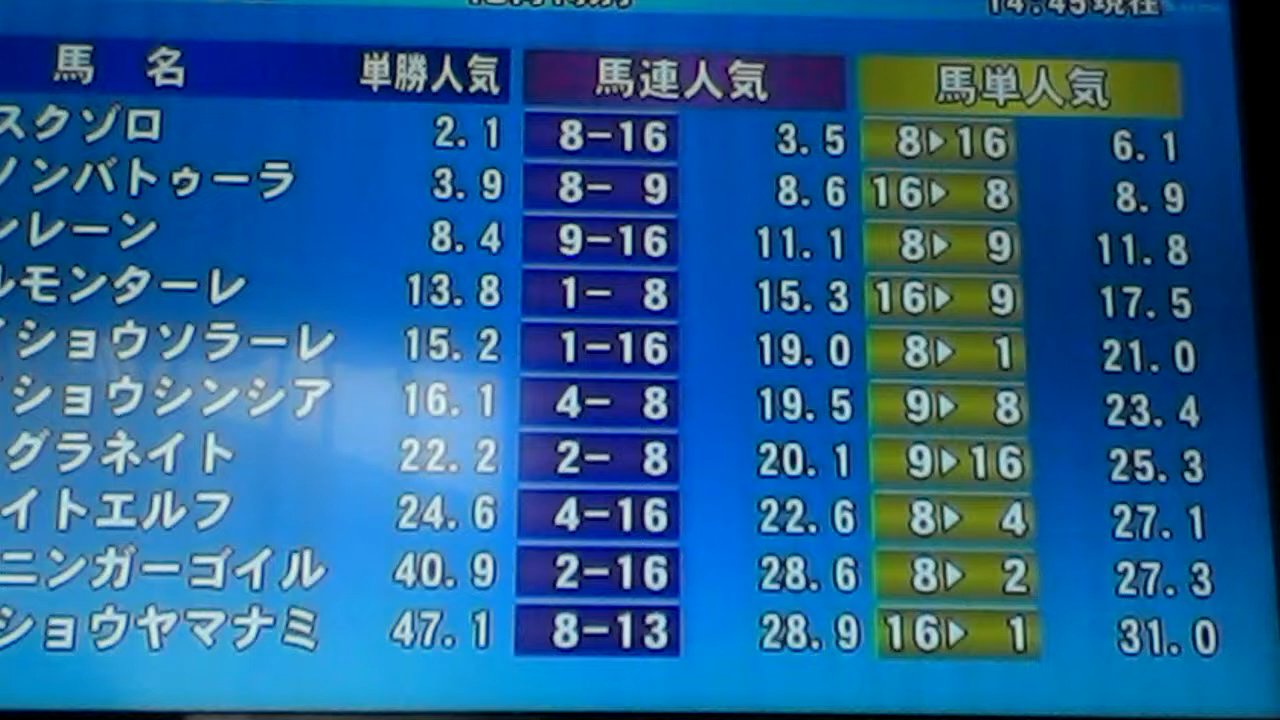 14:45現在
馬 名 単勝人気 馬連人気 馬単人気
スクゾロ 2.1 8-16 3.5 8▶16 6.1
ソンバトゥーラ 3.9 8- 9 8.6 16▶ 8 8.9
ンレーン 8.4 9-16 11.1 8▶ 9 11.8
ルモンターレ 13.8 1- 8 15.3 16▶ 9 17.5
イショウソラーレ 15.2 1-16 19.0 8▶ 1 21.0
イショウシンシア 16.1 4- 8 19.5 9▶ 8 23.4
グラネイト 22.2 2- 8 20.1 9▶16 25.3
イトエルフ 24.6 4-16 22.6 8▶ 4 27.1
ニンガーゴイル 40.9 2-16 28.6 8▶ 2 27.3
ショウヤマナミ 47.1 8-13 28.9 16▶ 1 31.0